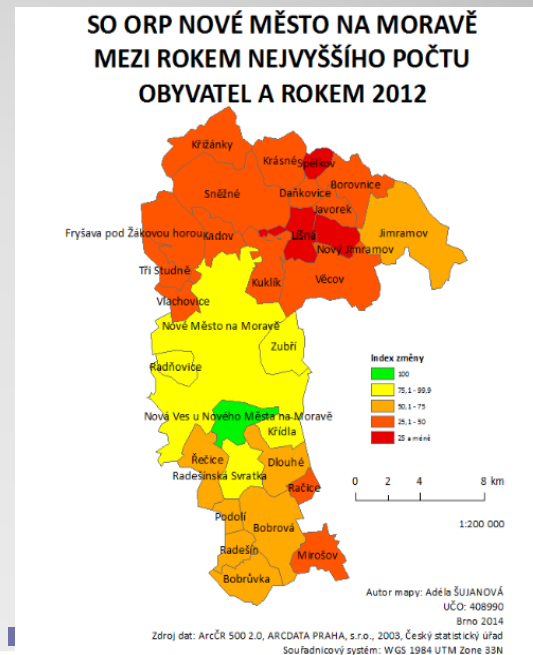 SO ORP NOVÉ MĚSTO NA MORAVĚ
MEZI ROKEM NEJVYŠŠÍHO POČTU
OBYVATEL A ROKEM 2012
Křižánky
Krásné
Spělkov
Sněžné
Daňkovice
Borovnice
Javorek
Fryšava pod Žákovou horou
Kadov
Líšná
Jimramov
Nový Jimramov
Tři Studně
Kuklík
Věcov
Vlachovice
Nové Město na Moravě
Zubří
Radňovice
Index změny
100
75,1 - 99,9
50,1 - 75
25,1 - 50
25 a méně
Nová Ves u Nového Města na Moravě
Křídla
Řečice
Dlouhé
Radešínská Svratka
Račice
0 2 4 8 km
Podolí
Bobrová
1:200 000
Radešín
Mirošov
Bobrůvka
Autor mapy: Adéla ŠUJANOVÁ
UČO: 408990
Brno 2014
Zdroj dat: ArcČR 500 2.0, ARCDATA PRAHA, s.r.o., 2003, Český statistický úřad
Souřadnicový systém: WGS 1984 UTM Zone 33N